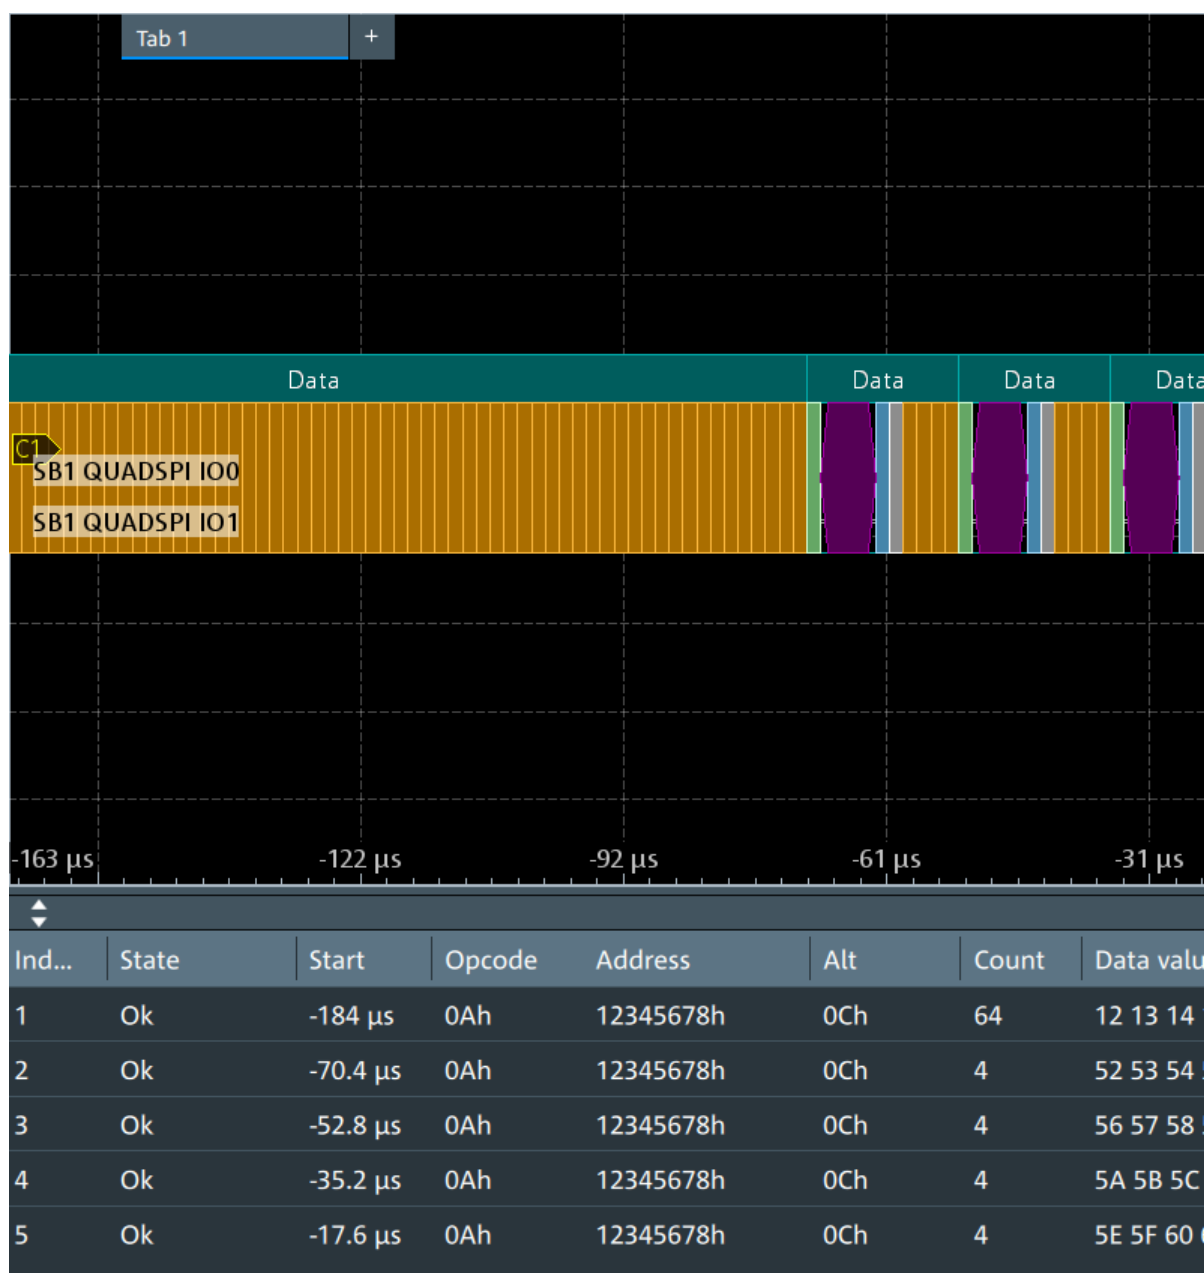 Tab 1 +
Data Data Data Data
C1
SB1 QUADSPI IO0
SB1 QUADSPI IO1
-163 µs -122 µs -92 µs -61 µs -31 µs
Ind... State Start Opcode Address Alt Count Data valu
1 Ok -184 µs 0Ah 12345678h 0Ch 64 12 13 14
2 Ok -70.4 µs 0Ah 12345678h 0Ch 4 52 53 54
3 Ok -52.8 µs 0Ah 12345678h 0Ch 4 56 57 58
4 Ok -35.2 µs 0Ah 12345678h 0Ch 4 5A 5B 5C
5 Ok -17.6 µs 0Ah 12345678h 0Ch 4 5E 5F 60